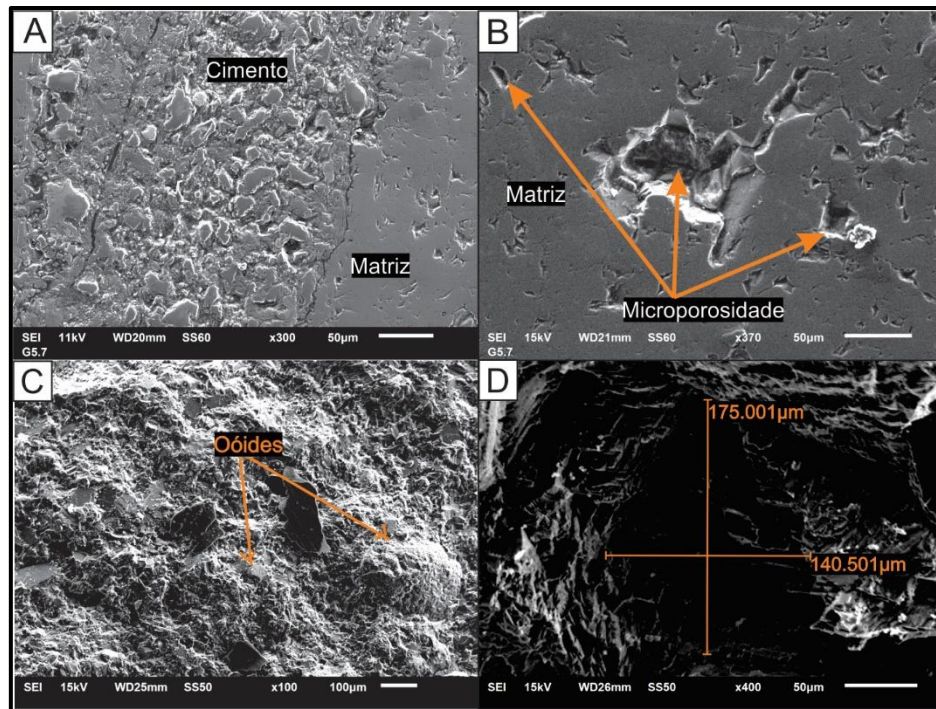 A
Cimento
Matriz
SEI 11kV WD20mm SS60 x300 50µm
G5.7
B
Matriz
Microporosidade
SEI 15kV WD21mm SS60 x370 50µm
G5.7
C
Oóides
SEI 15kV WD25mm SS50 x100 100µm
D
175.001µm
140.501µm
SEI 15kV WD26mm SS50 x400 50µm